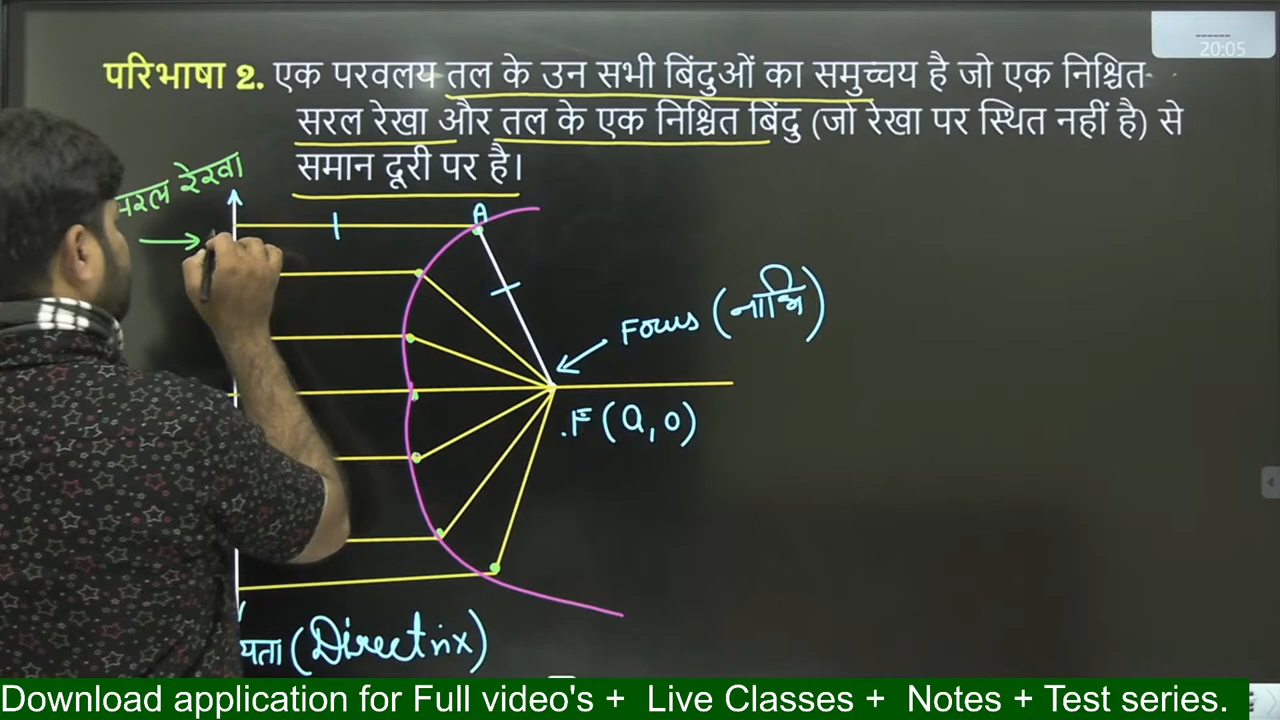 20:05
परिभाषा 2. एक परवलय तल के उन सभी बिंदुओं का समुच्चय है जो एक निश्चित
सरल रेखा और तल के एक निश्चित बिंदु (जो रेखा पर स्थित नहीं है) से
समान दूरी पर है।
सरल रेखा
A
Focus (नाभि)
F (a, 0)
यता (Directrix)
Download application for Full video's + Live Classes + Notes + Test series.